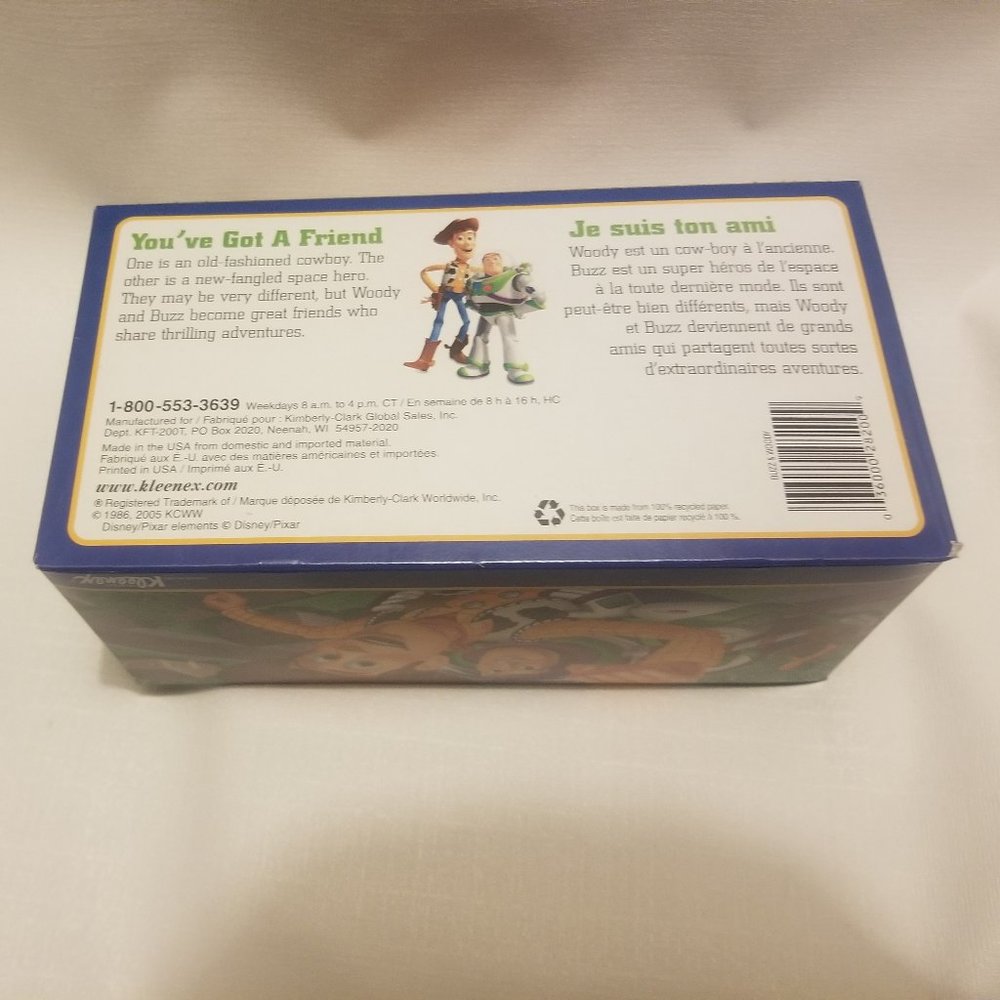 You've Got A Friend
One is an old-fashioned cowboy. The
other is a new-fangled space hero.
They may be very different, but Woody
and Buzz become great friends who
share thrilling adventures.
Je suis ton ami
Woody est un cow-boy à l'ancienne.
Buzz est un super héros de l'espace
à la toute dernière mode. Ils sont
peut-être bien différents, mais Woody
et Buzz deviennent de grands
amis qui partagent toutes sortes
d'extraordinaires aventures.
1-800-553-3639 Weekdays 8 a.m. to 4 p.m. CT / En semaine de 8 h à 16 h, HC
Manufactured for / Fabriqué pour : Kimberly-Clark Global Sales, Inc.
Dept. KFT-200T, PO Box 2020, Neenah, WI 54957-2020
Made in the USA from domestic and imported material.
Fabriqué aux É.-U. avec des matières américaines et importées.
Printed in USA / Imprimé aux É.-U.
www.kleenex.com
® Registered Trademark of / Marque déposée de Kimberly-Clark Worldwide, Inc.
© 1986, 2005 KCWW
Disney/Pixar elements © Disney/Pixar
This box is made from 100% recycled paper.
Cette boîte est faite de papier recyclé à 100 %.
BUZZ & WOODY
0 36000 28200 9
Kleenex